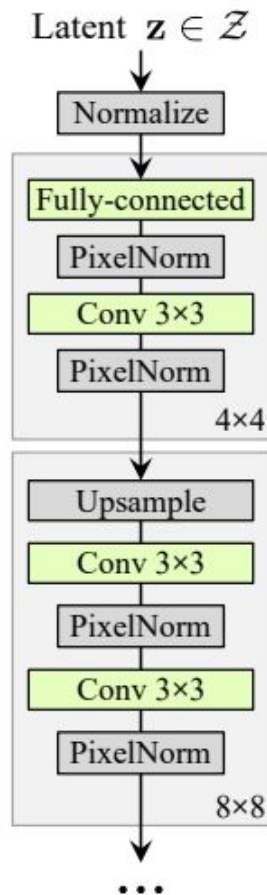 Latent z ∈ 𝒵
Normalize
Fully-connected
PixelNorm
Conv 3×3
PixelNorm
4×4
Upsample
Conv 3×3
PixelNorm
Conv 3×3
PixelNorm
8×8
...